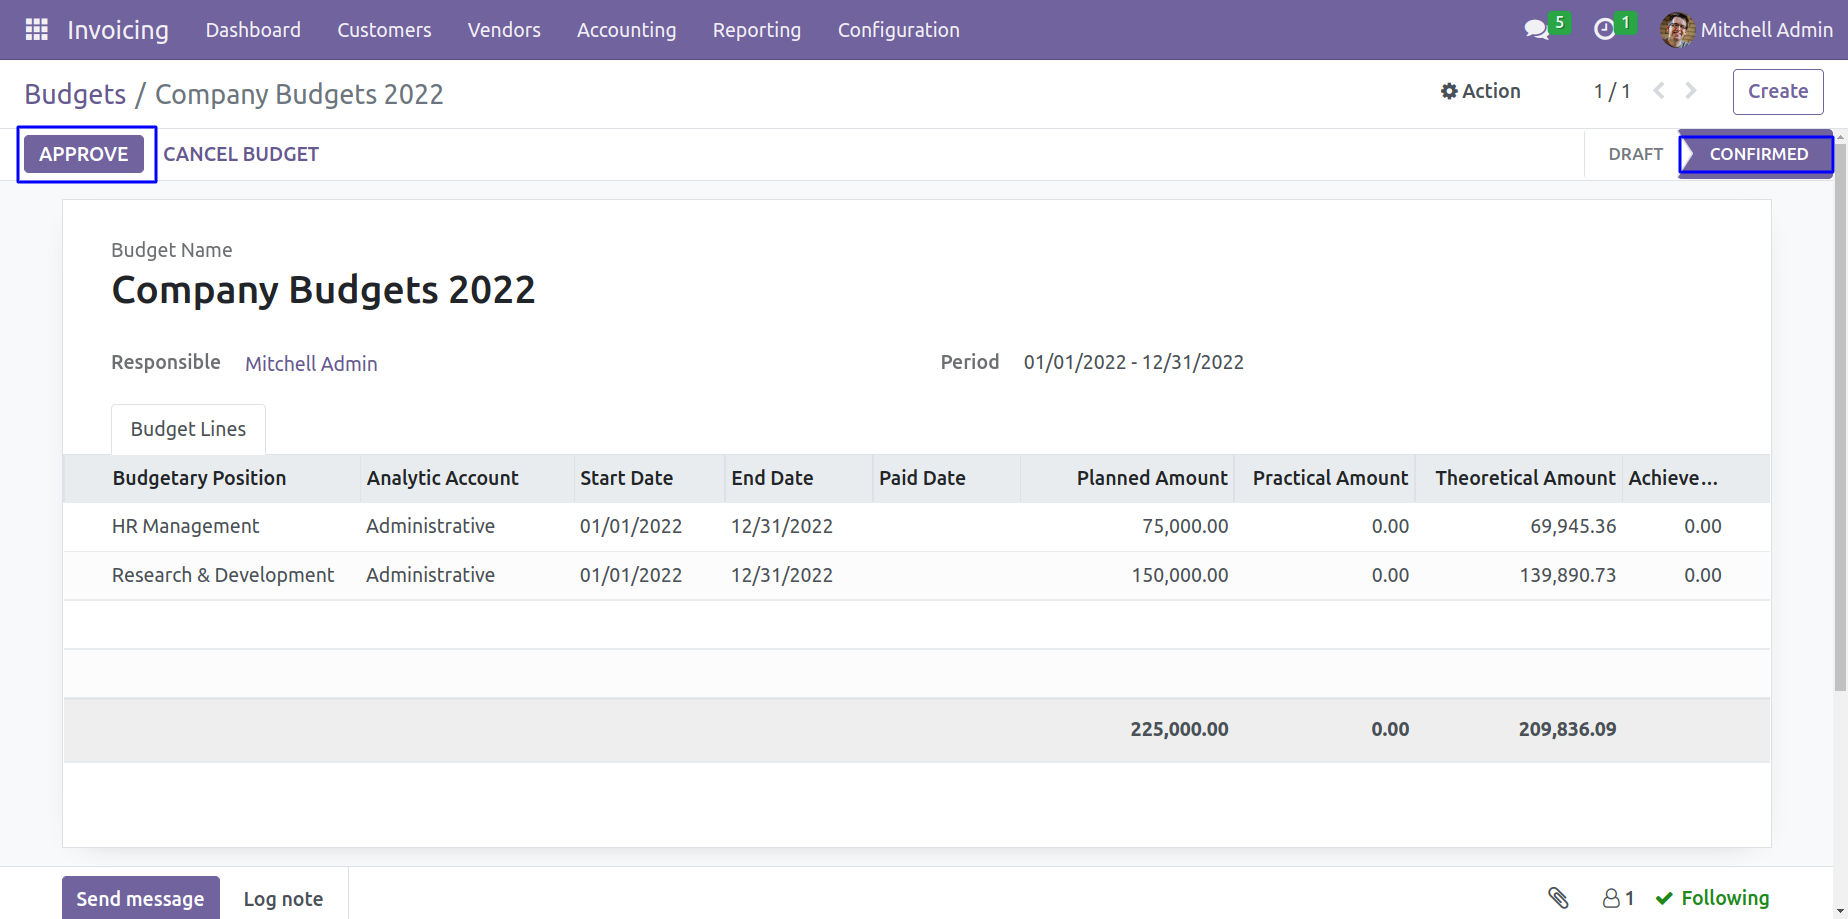 Invoicing Dashboard Customers Vendors Accounting Reporting Configuration 5 1 Mitchell Admin
Budgets / Company Budgets 2022 Action 1 / 1 Create
APPROVE CANCEL BUDGET DRAFT CONFIRMED
Budget Name
Company Budgets 2022
Responsible Mitchell Admin Period 01/01/2022 - 12/31/2022
Budget Lines
Budgetary Position Analytic Account Start Date End Date Paid Date Planned Amount Practical Amount Theoretical Amount Achieve...
HR Management Administrative 01/01/2022 12/31/2022 75,000.00 0.00 69,945.36 0.00
Research & Development Administrative 01/01/2022 12/31/2022 150,000.00 0.00 139,890.73 0.00
225,000.00 0.00 209,836.09
Send message Log note 1 Following